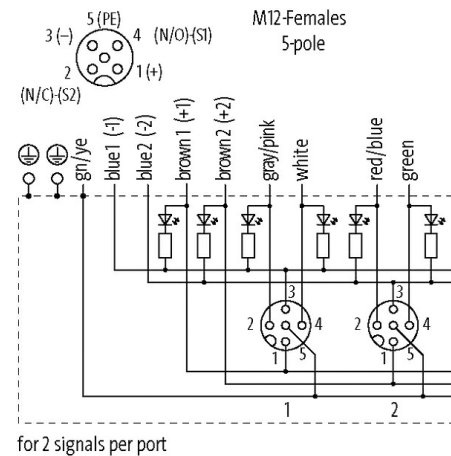 5 (PE)
M12-Females
3 (–)
4
(N/O)-(S1)
5-pole
2
1 (+)
(N/C)-(S2)
gn/ye
blue1 (-1)
blue2 (-2)
brown1 (+1)
brown2 (+2)
gray/pink
white
red/blue
green
3
3
2
4
2
4
1
5
1
5
1
2
for 2 signals per port